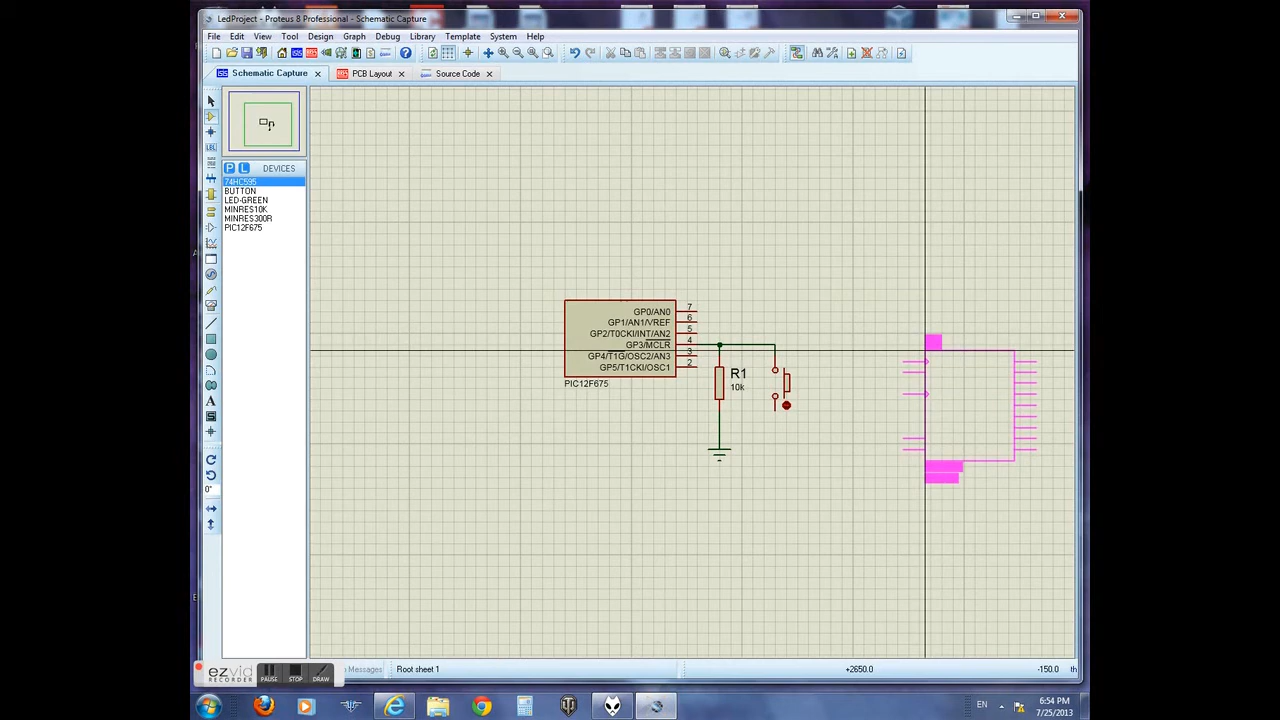 LedProject - Proteus 8 Professional - Schematic Capture
File Edit View Tool Design Graph Debug Library Template System Help
Schematic Capture PCB Layout Source Code
P L DEVICES
74HC595
BUTTON
LED-GREEN
MINRES10K
MINRES300R
PIC12F675
LBL
A
0°
GP0/AN0 7
GP1/AN1/VREF 6
GP2/T0CKI/INT/AN2 5
GP3/MCLR 4
GP4/T1G/OSC2/AN3 3
GP5/T1CKI/OSC1 2
PIC12F675
R1
10k
ezvid
RECORDER
PAUSE STOP DRAW
Messages
Root sheet 1
+2650.0
-150.0
th
EN
6:54 PM
7/25/2013